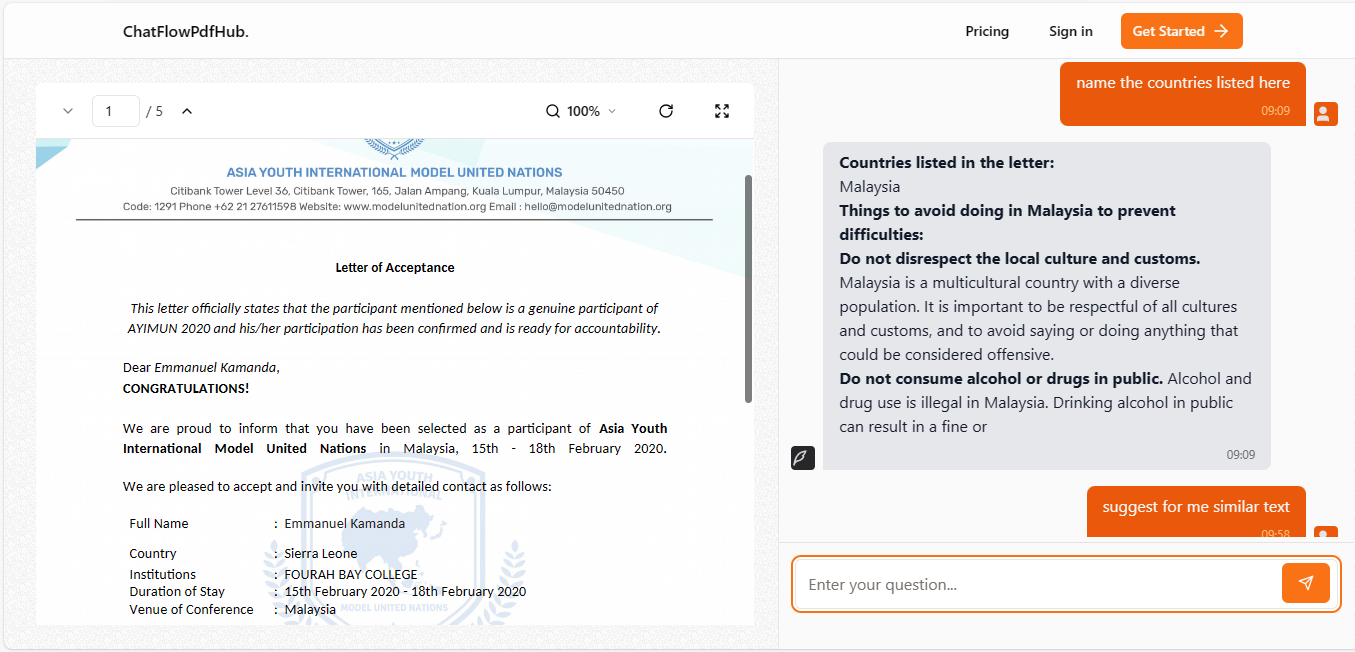 ChatFlowPdfHub.
Pricing
Sign in
Get Started
1 / 5
100%
ASIA YOUTH INTERNATIONAL MODEL UNITED NATIONS
Citibank Tower Level 36, Citibank Tower, 165, Jalan Ampang, Kuala Lumpur, Malaysia 50450
Code: 1291 Phone +62 21 27611598 Website: www.modelunitednation.org Email : hello@modelunitednation.org
Letter of Acceptance
This letter officially states that the participant mentioned below is a genuine participant of
AYIMUN 2020 and his/her participation has been confirmed and is ready for accountability.
Dear Emmanuel Kamanda,
CONGRATULATIONS!
We are proud to inform that you have been selected as a participant of Asia Youth
International Model United Nations in Malaysia, 15th - 18th February 2020.
We are pleased to accept and invite you with detailed contact as follows:
ASIA YOUTH
INTERNATIONAL
Full Name : Emmanuel Kamanda
Country : Sierra Leone
Institutions : FOURAH BAY COLLEGE
Duration of Stay : 15th February 2020 - 18th February 2020
Venue of Conference : Malaysia
MODEL UNITED NATIONS
name the countries listed here
09:09
Countries listed in the letter:
Malaysia
Things to avoid doing in Malaysia to prevent
difficulties:
Do not disrespect the local culture and customs.
Malaysia is a multicultural country with a diverse
population. It is important to be respectful of all cultures
and customs, and to avoid saying or doing anything that
could be considered offensive.
Do not consume alcohol or drugs in public. Alcohol and
drug use is illegal in Malaysia. Drinking alcohol in public
can result in a fine or
09:09
suggest for me similar text
09:58
Enter your question...